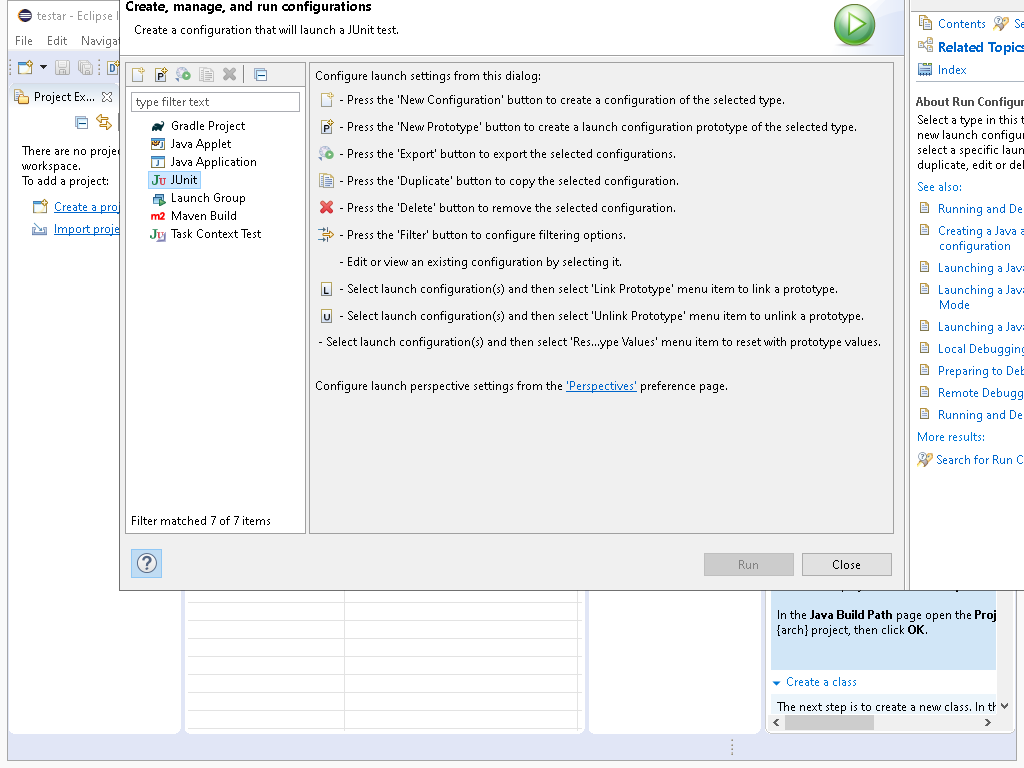 testar - Eclipse I
File Edit Navigat
Project Ex...
There are no proje
workspace.
To add a project:
Create a proj
Import proje
Create, manage, and run configurations
Create a configuration that will launch a JUnit test.
type filter text
Gradle Project
Java Applet
Java Application
JUnit
Launch Group
Maven Build
Task Context Test
Filter matched 7 of 7 items
Configure launch settings from this dialog:
- Press the 'New Configuration' button to create a configuration of the selected type.
- Press the 'New Prototype' button to create a launch configuration prototype of the selected type.
- Press the 'Export' button to export the selected configurations.
- Press the 'Duplicate' button to copy the selected configuration.
- Press the 'Delete' button to remove the selected configuration.
- Press the 'Filter' button to configure filtering options.
- Edit or view an existing configuration by selecting it.
- Select launch configuration(s) and then select 'Link Prototype' menu item to link a prototype.
- Select launch configuration(s) and then select 'Unlink Prototype' menu item to unlink a prototype.
- Select launch configuration(s) and then select 'Res...ype Values' menu item to reset with prototype values.
Configure launch perspective settings from the 'Perspectives' preference page.
Run
Close
Contents Se
Related Topics
Index
About Run Configur
Select a type in this t
new launch configur
select a specific laun
duplicate, edit or del
See also:
Running and De
Creating a Java a
configuration
Launching a Java
Launching a Java
Mode
Launching a Java
Local Debugging
Preparing to Deb
Remote Debugg
Running and De
More results:
Search for Run C
In the Java Build Path page open the Proj
{arch} project, then click OK.
Create a class
The next step is to create a new class. In th